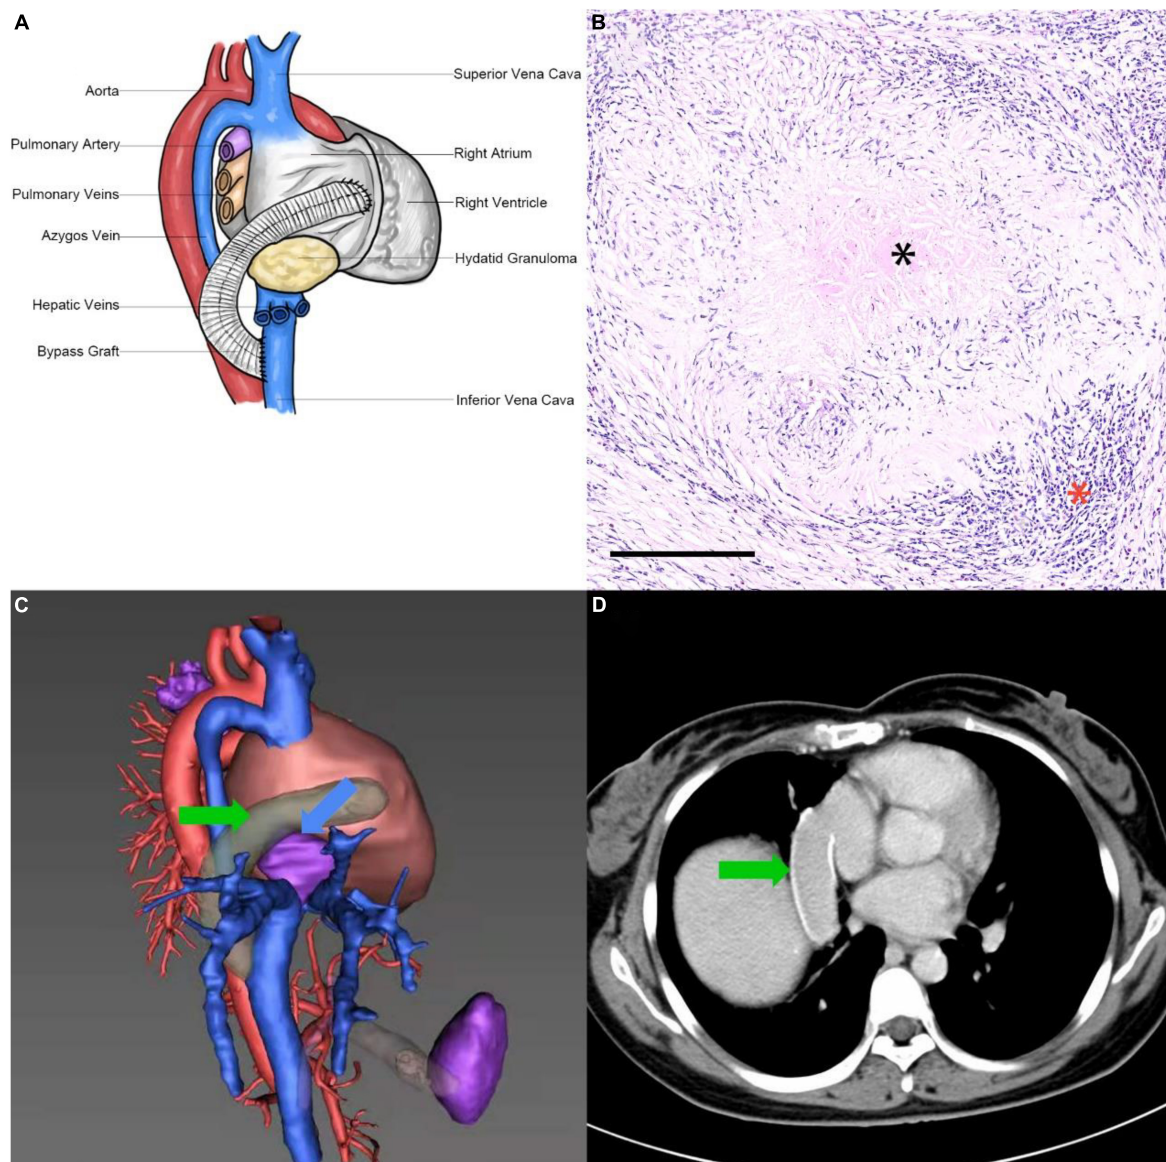 A
Aorta
Pulmonary Artery
Pulmonary Veins
Azygos Vein
Hepatic Veins
Bypass Graft
Superior Vena Cava
Right Atrium
Right Ventricle
Hydatid Granuloma
Inferior Vena Cava
B
*
*
C
D